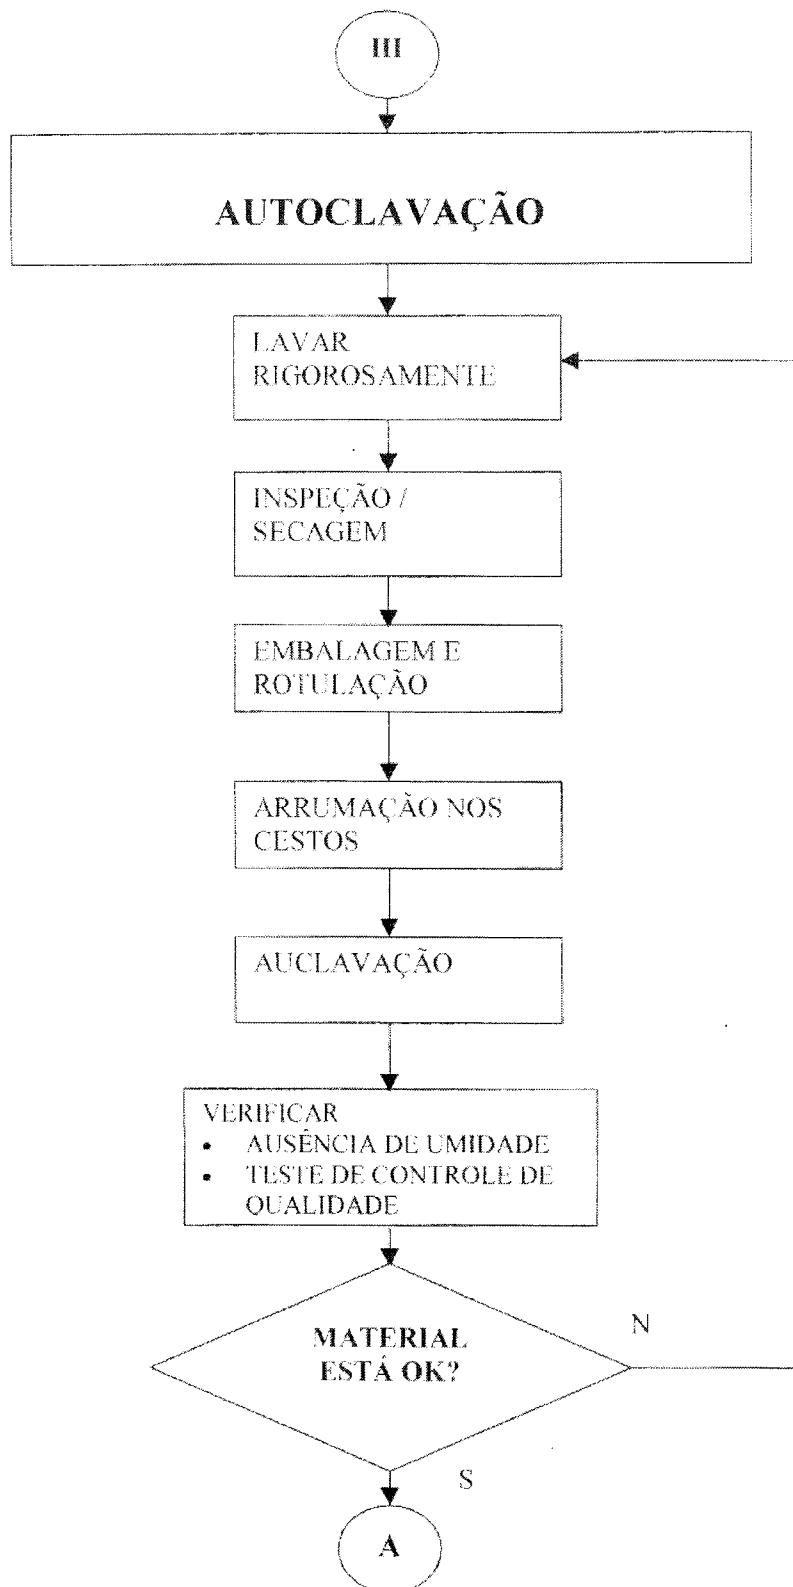 III
AUTOCLAVAÇÃO
LAVAR
RIGOROSAMENTE
INSPEÇÃO /
SECAGEM
EMBALAGEM E
ROTULAÇÃO
ARRUMAÇÃO NOS
CESTOS
AUCLAVAÇÃO
VERIFICAR
• AUSÊNCIA DE UMIDADE
• TESTE DE CONTROLE DE
QUALIDADE
MATERIAL
ESTÁ OK?
N
S
A